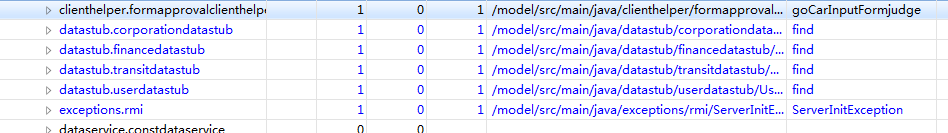 clienthelper.formapprovalclienthelpe 1 0 1 /model/src/main/java/clienthelper/formapproval... goCarInputFormjudge
datastub.corporationdatastub 1 0 1 /model/src/main/java/datastub/corporationdata... find
datastub.financedatastub 1 0 1 /model/src/main/java/datastub/financedatastub/... find
datastub.transitdatastub 1 0 1 /model/src/main/java/datastub/transitdatastub/... find
datastub.userdatastub 1 0 1 /model/src/main/java/datastub/userdatastub/Us... find
exceptions.rmi 1 0 1 /model/src/main/java/exceptions/rmi/ServerInitE... ServerInitException
dataservice.constdataservice 0 0